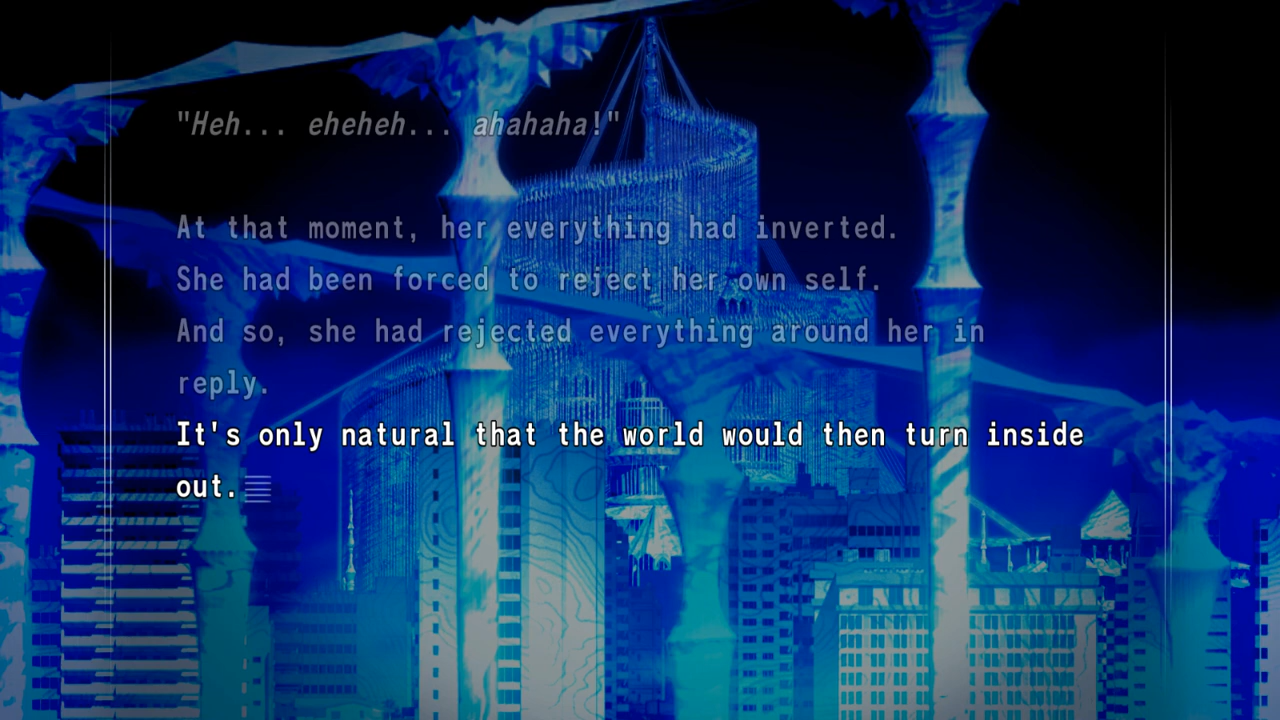 "Heh... eheheh... ahahaha!"
At that moment, her everything had inverted.
She had been forced to reject her own self.
And so, she had rejected everything around her in
reply.
It's only natural that the world would then turn inside
out.